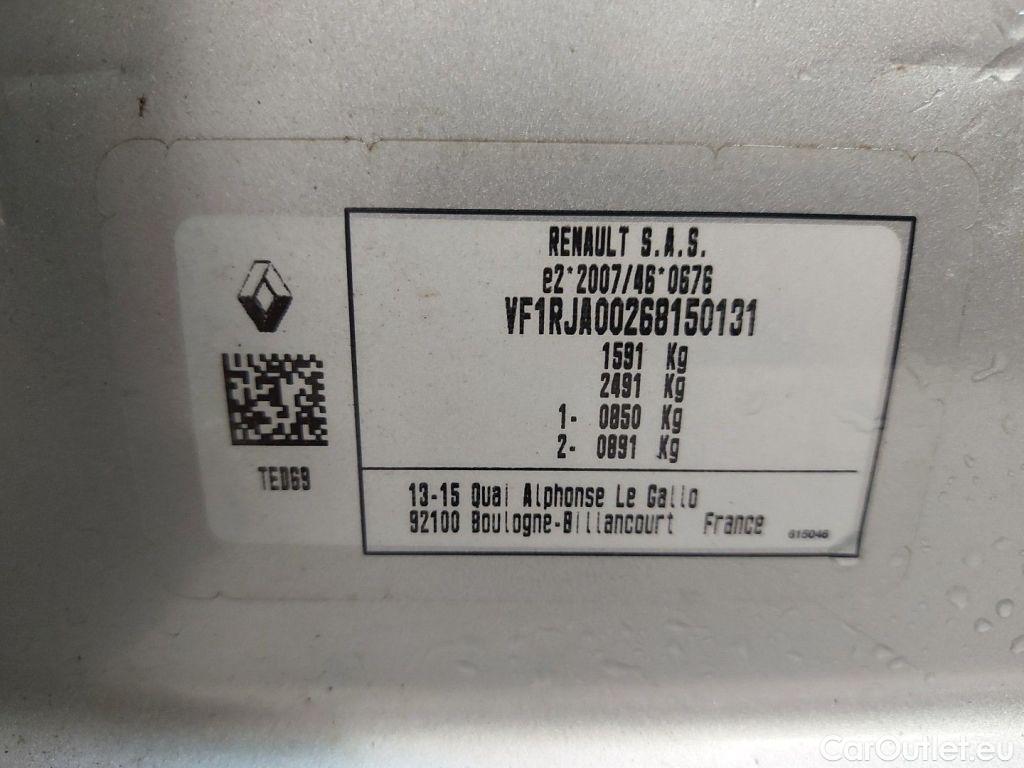 RENAULT S.A.S.
e2*2007/46*0676
VF1RJA00268150131
1591 Kg
2491 Kg
1- 0850 Kg
2- 0891 Kg
TED69
13-15 Quai Alphonse Le Gallo
92100 Boulogne-Billancourt France
615046
CarOutlet.eu